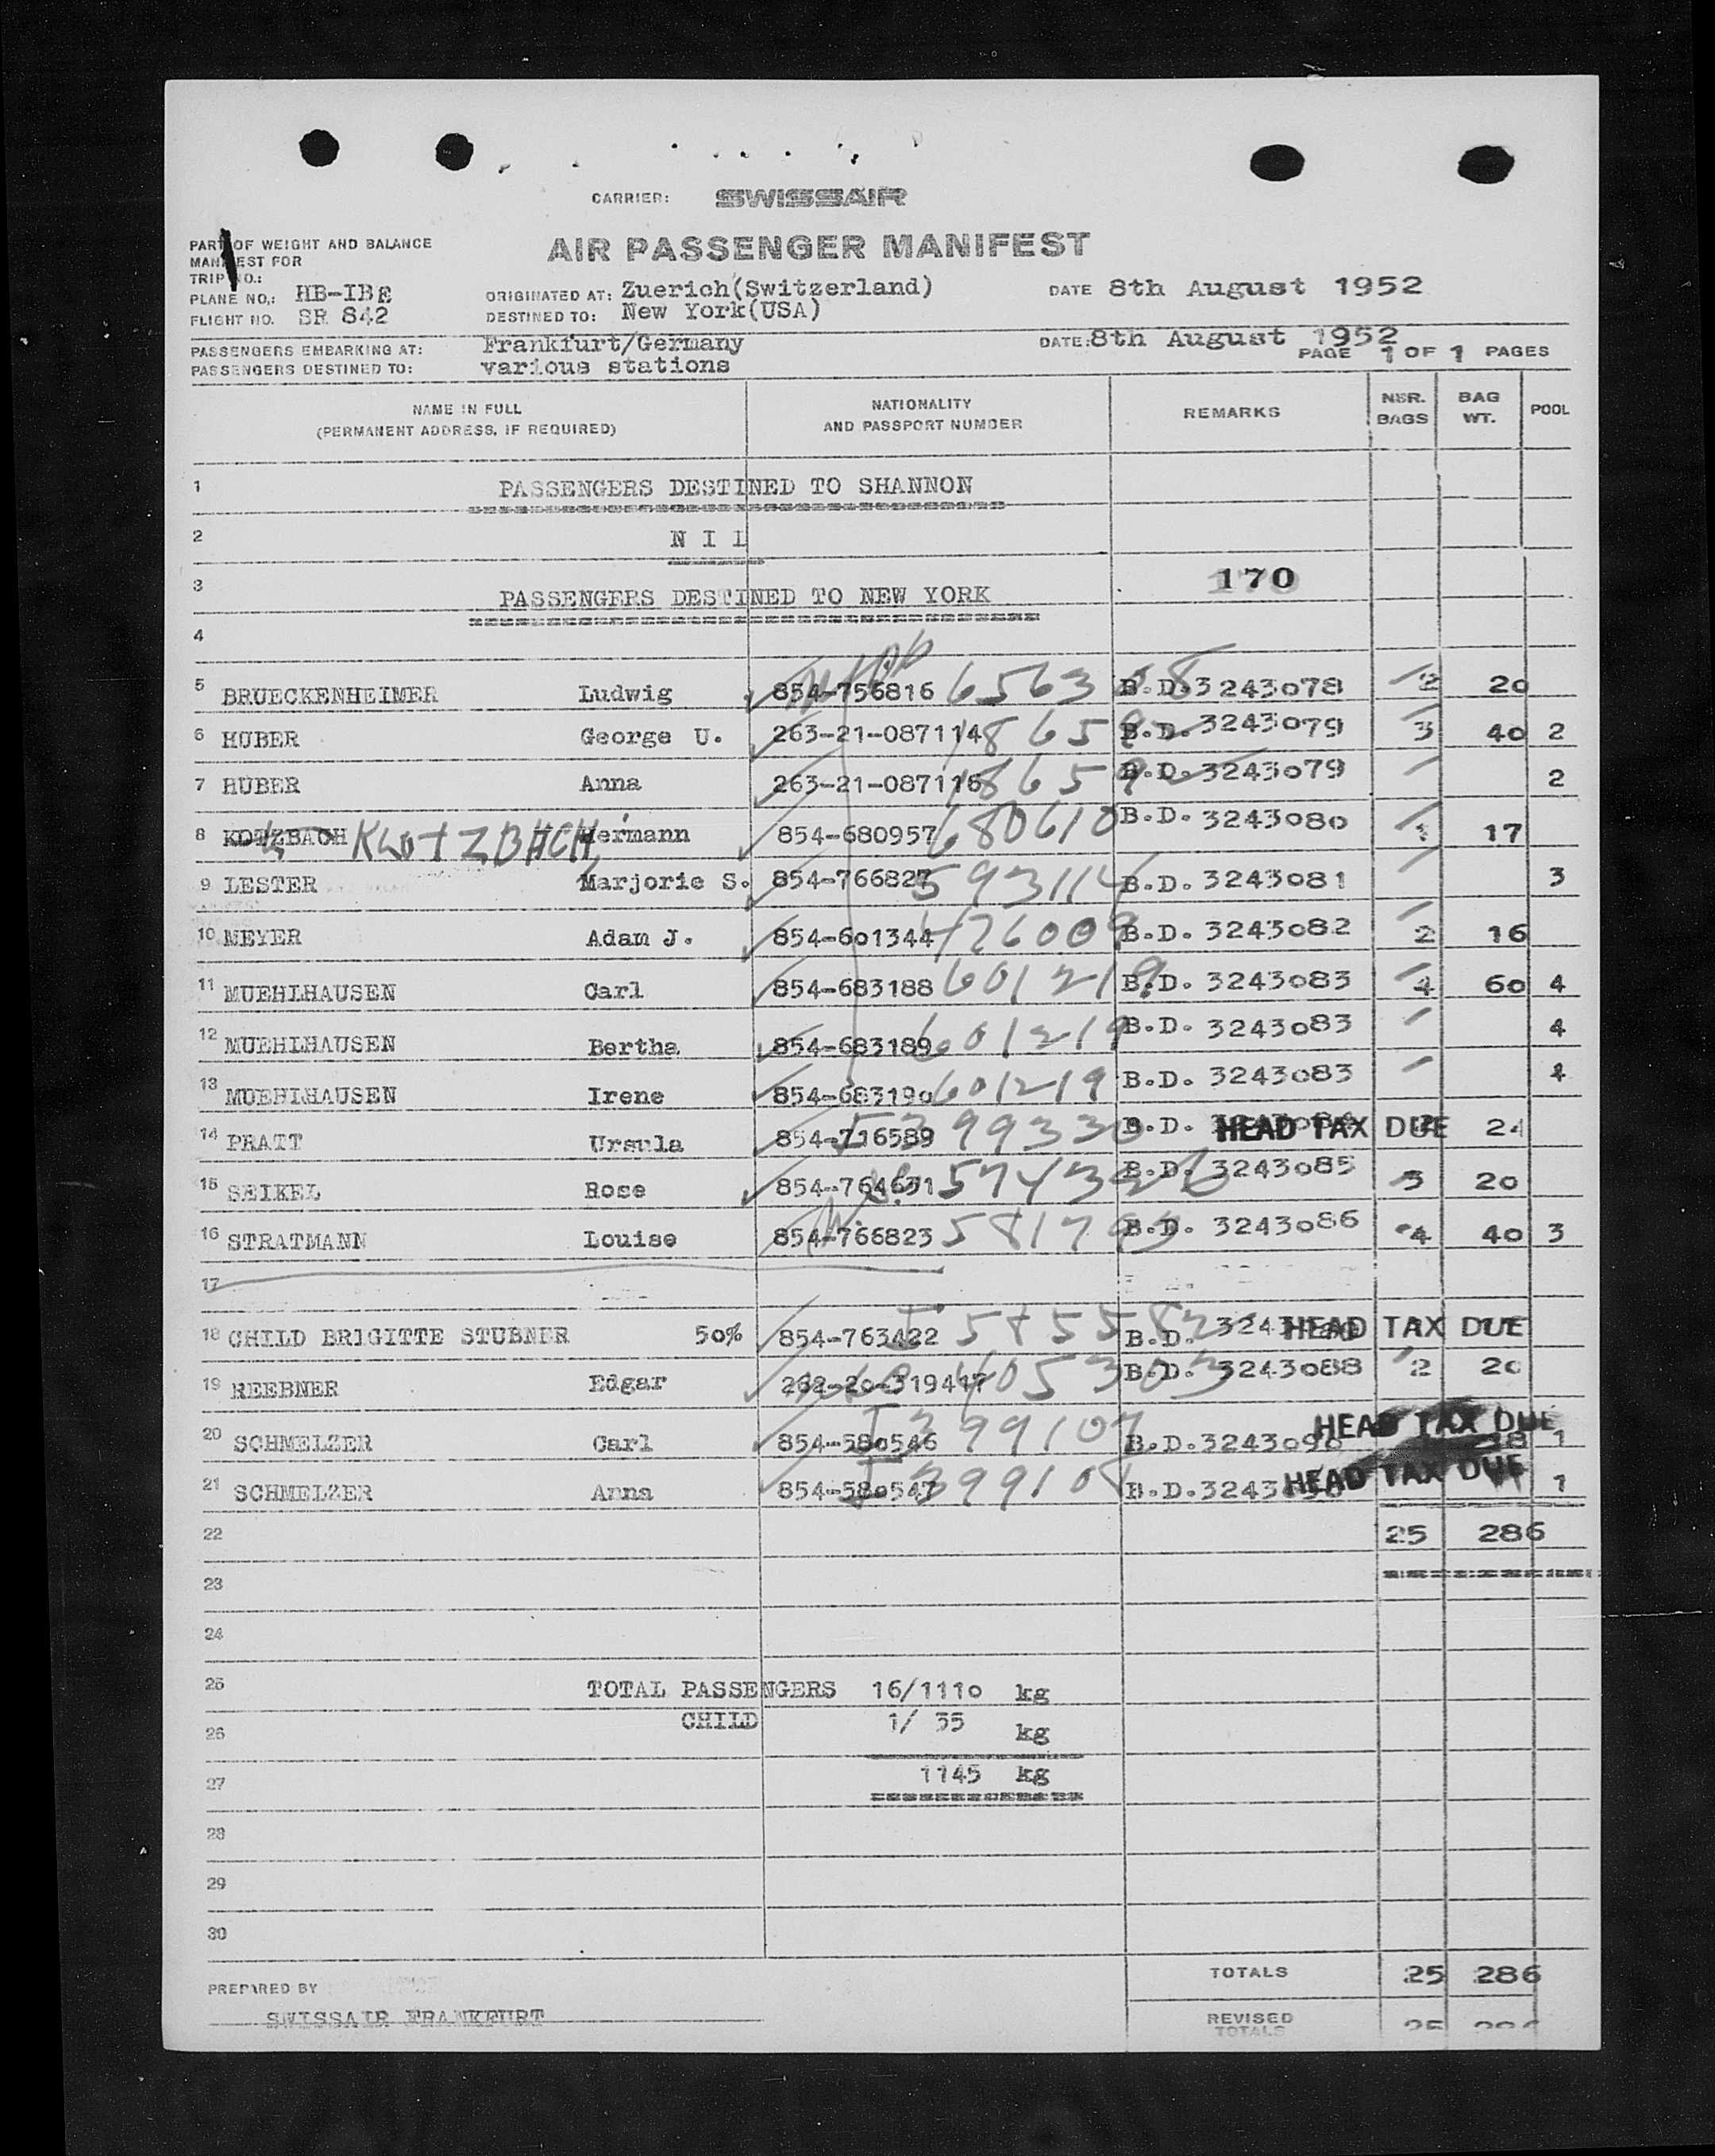 CARRIER: SWISSAIR
AIR PASSENGER MANIFEST
PART OF WEIGHT AND BALANCE
MANIFEST FOR
TRIP NO.:
PLANE NO,: HB-IBE ORIGINATED AT: Zuerich(Switzerland) DATE 8th August 1952
FLIGHT NO. SR 842 DESTINED TO: New York(USA)
PASSENGERS EMBARKING AT: Frankfurt/Germany DATE: 8th August 1952
PASSENGERS DESTINED TO: various stations PAGE 1 OF 1 PAGES
NAME IN FULL (PERMANENT ADDRESS, IF REQUIRED) NATIONALITY AND PASSPORT NUMBER REMARKS NBR. BAGS BAG WT. POOL
1 PASSENGERS DESTINED TO SHANNON
2 N I L
3 PASSENGERS DESTINED TO NEW YORK 170
4
5 BRUECKENHEIMER Ludwig 854-756816 B.D.3243078 2 20
6 HUBER George U. 263-21-087114 B.D.3243079 3 40 2
7 HUBER Anna 263-21-087116 B.D.3243079 2
8 KOTZBACH KLOTZBACH Hermann 854-680957 680610 B.D. 3243080 1 17
9 LESTER Marjorie S. 854-766827 593114 B.D. 3243081 3
10 MEYER Adam J. 854-601344 426009 B.D. 3243082 2 16
11 MUEHLHAUSEN Carl 854-683188 601219 B.D. 3243083 4 60 4
12 MUEHLHAUSEN Bertha 854-683189 601219 B.D. 3243083 4
13 MUEHLHAUSEN Irene 854-683190 601219 B.D. 3243083 4
14 PRATT Ursula 854-716589 B.D. HEAD TAX DUE 24
15 SEIKEL Rose 854-764631 B.D. 3243085 3 20
16 STRATMANN Louise 854-766823 B.D. 3243086 4 40 3
17
18 CHILD BRIGITTE STUBNER 50% 854-763422 B.D. HEAD TAX DUE
19 REEBNER Edgar 262-20-319417 B.D. 3243088 2 20
20 SCHMELZER Carl 854-580546 I 399107 B.D.3243090 HEAD TAX DUE 1
21 SCHMELZER Anna 854-580547 I 399108 B.D. HEAD TAX DUE 1
22 25 286
23
24
25 TOTAL PASSENGERS 16/1110 kg
26 CHILD 1/ 35 kg
27 1145 kg
28
29
30
TOTALS 25 286
PREPARED BY
SWISSAIR FRANKFURT
REVISED TOTALS 25 286